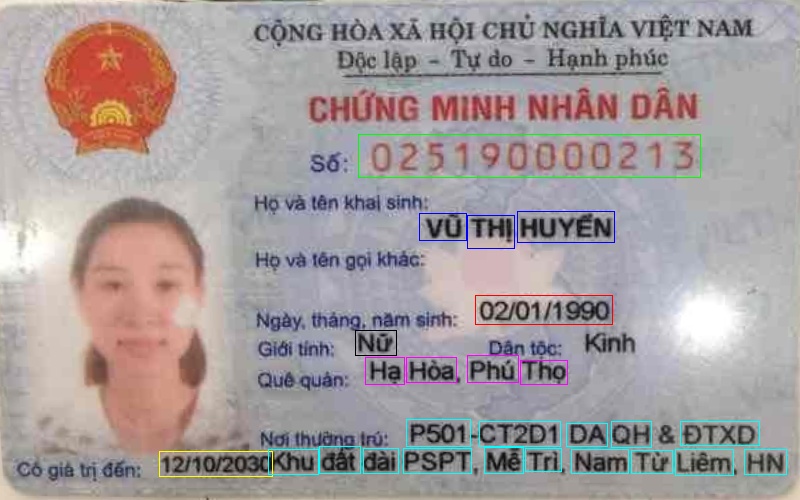 CỘNG HÒA XÃ HỘI CHỦ NGHĨA VIỆT NAM
Độc lập - Tự do - Hạnh phúc
CHỨNG MINH NHÂN DÂN
Số: 025190000213
Họ và tên khai sinh:
VŨ THỊ HUYỀN
Họ và tên gọi khác:
Ngày, tháng, năm sinh: 02/01/1990
Giới tính: Nữ Dân tộc: Kinh
Quê quán: Hạ Hòa, Phú Thọ
Nơi thường trú: P501-CT2D1 DA QH & ĐTXD
Có giá trị đến: 12/10/2030 Khu đất đài PSPT, Mễ Trì, Nam Từ Liêm, HN